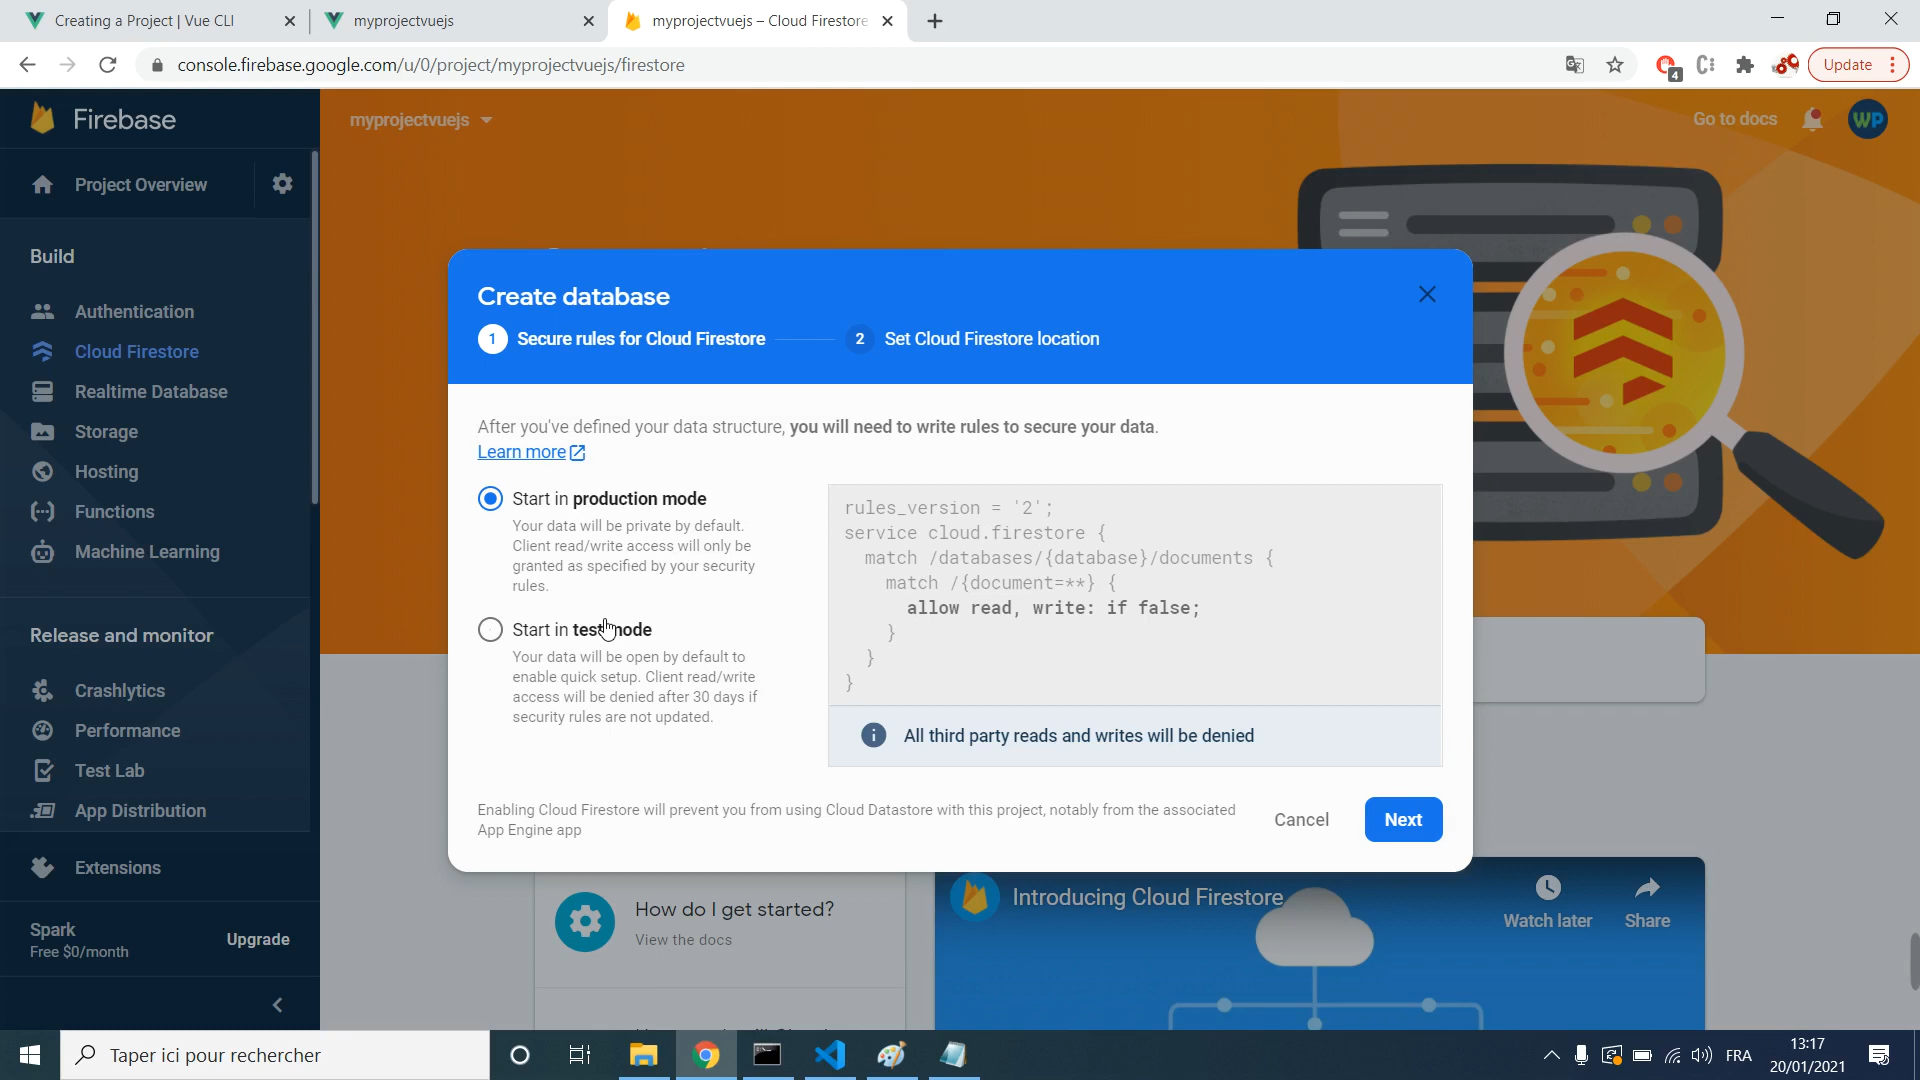 Creating a Project | Vue CLI
myprojectvuejs
myprojectvuejs – Cloud Firestore
console.firebase.google.com/u/0/project/myprojectvuejs/firestore
4
Update
Firebase
myprojectvuejs
Go to docs
WP
Project Overview
Build
Authentication
Cloud Firestore
Realtime Database
Storage
Hosting
Functions
Machine Learning
Release and monitor
Crashlytics
Performance
Test Lab
App Distribution
Extensions
Spark
Free $0/month
Upgrade
Create database
1 Secure rules for Cloud Firestore
2 Set Cloud Firestore location
After you've defined your data structure, you will need to write rules to secure your data.
Learn more
Start in production mode
Your data will be private by default.
Client read/write access will only be
granted as specified by your security
rules.
Start in test mode
Your data will be open by default to
enable quick setup. Client read/write
access will be denied after 30 days if
security rules are not updated.
rules_version = '2';
service cloud.firestore {
match /databases/{database}/documents {
match /{document=**} {
allow read, write: if false;
}
}
}
All third party reads and writes will be denied
Enabling Cloud Firestore will prevent you from using Cloud Datastore with this project, notably from the associated
App Engine app
Cancel
Next
How do I get started?
View the docs
Introducing Cloud Firestore
Watch later
Share
Taper ici pour rechercher
FRA
13:17
20/01/2021